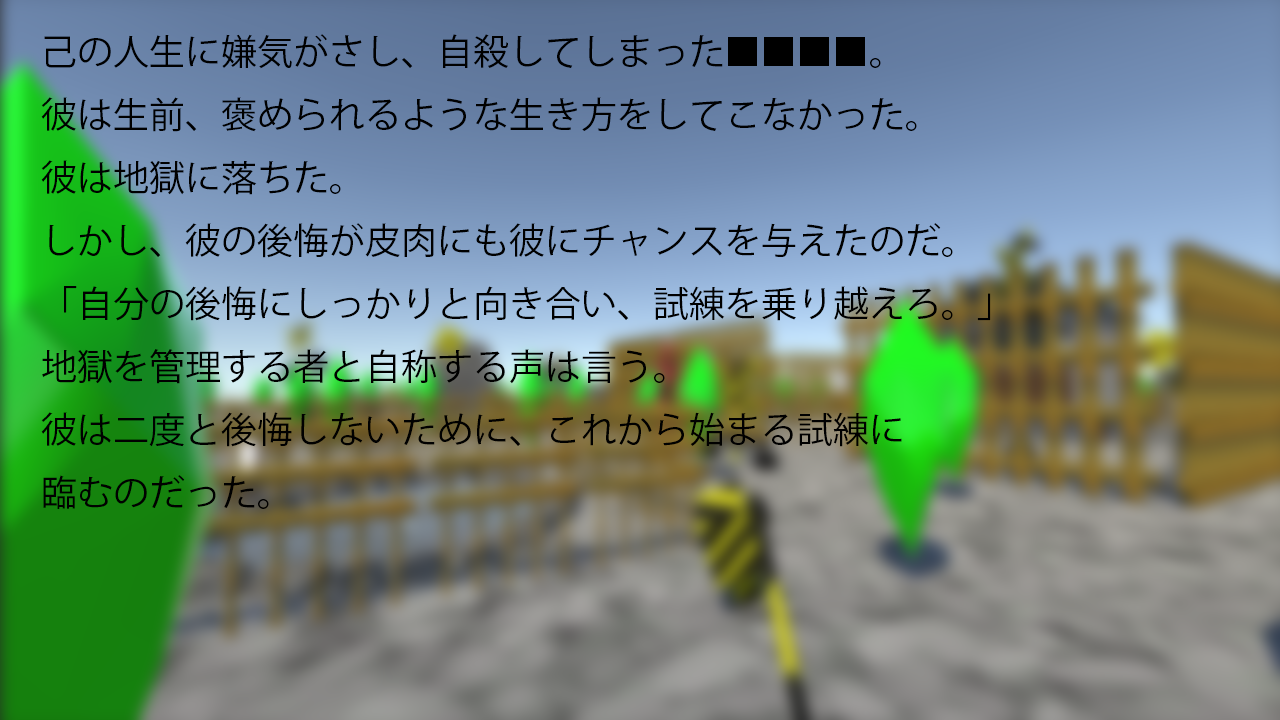 己の人生に嫌気がさし、自殺してしまった■■■■。
彼は生前、褒められるような生き方をしてこなかった。
彼は地獄に落ちた。
しかし、彼の後悔が皮肉にも彼にチャンスを与えたのだ。
「自分の後悔にしっかりと向き合い、試練を乗り越えろ。」
地獄を管理する者と自称する声は言う。
彼は二度と後悔しないために、これから始まる試練に
臨むのだった。